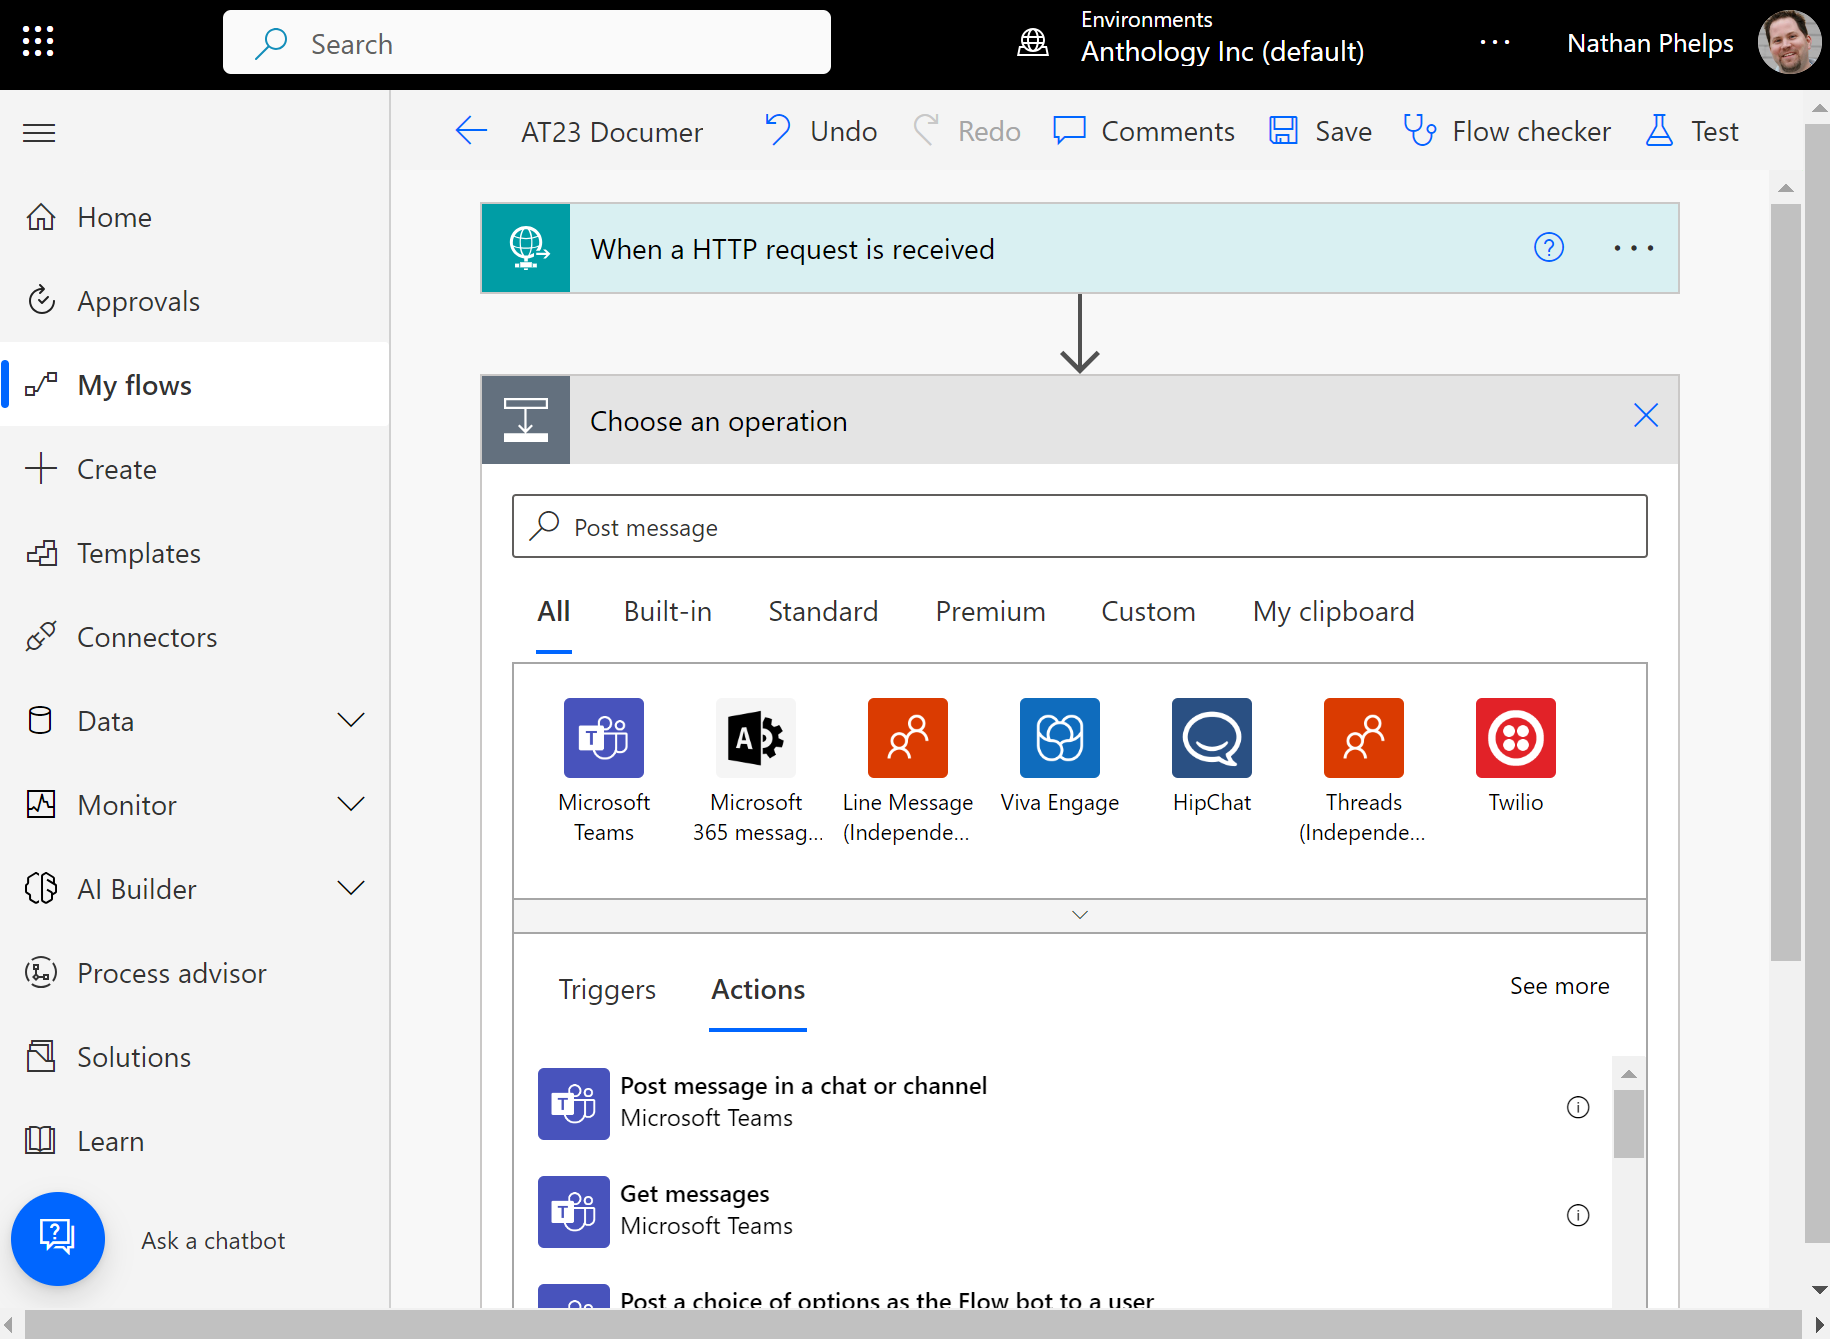 Search
Environments
Anthology Inc (default)
Nathan Phelps
AT23 Documer
Undo
Redo
Comments
Save
Flow checker
Test
Home
Approvals
My flows
Create
Templates
Connectors
Data
Monitor
AI Builder
Process advisor
Solutions
Learn
Ask a chatbot
When a HTTP request is received
Choose an operation
Post message
All
Built-in
Standard
Premium
Custom
My clipboard
Microsoft
Teams
Microsoft
365 messag...
Line Message
(Independe...
Viva Engage
HipChat
Threads
(Independe...
Twilio
Triggers
Actions
See more
Post message in a chat or channel
Microsoft Teams
Get messages
Microsoft Teams
Post a choice of options as the Flow bot to a user